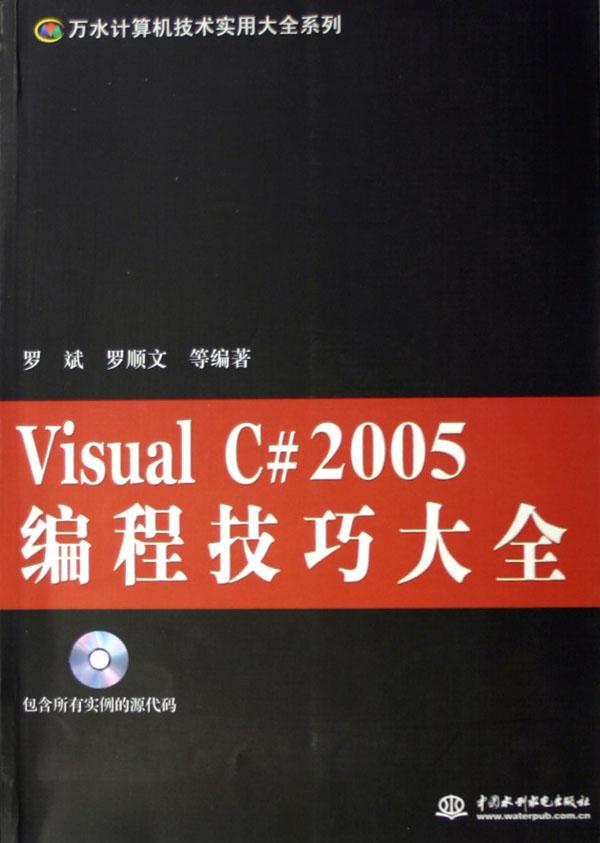 万水计算机技术实用大全系列
罗 斌 罗顺文 等编著
Visual C# 2005
编程技巧大全
包含所有实例的源代码
中国水利水电出版社
www.waterpub.com.cn